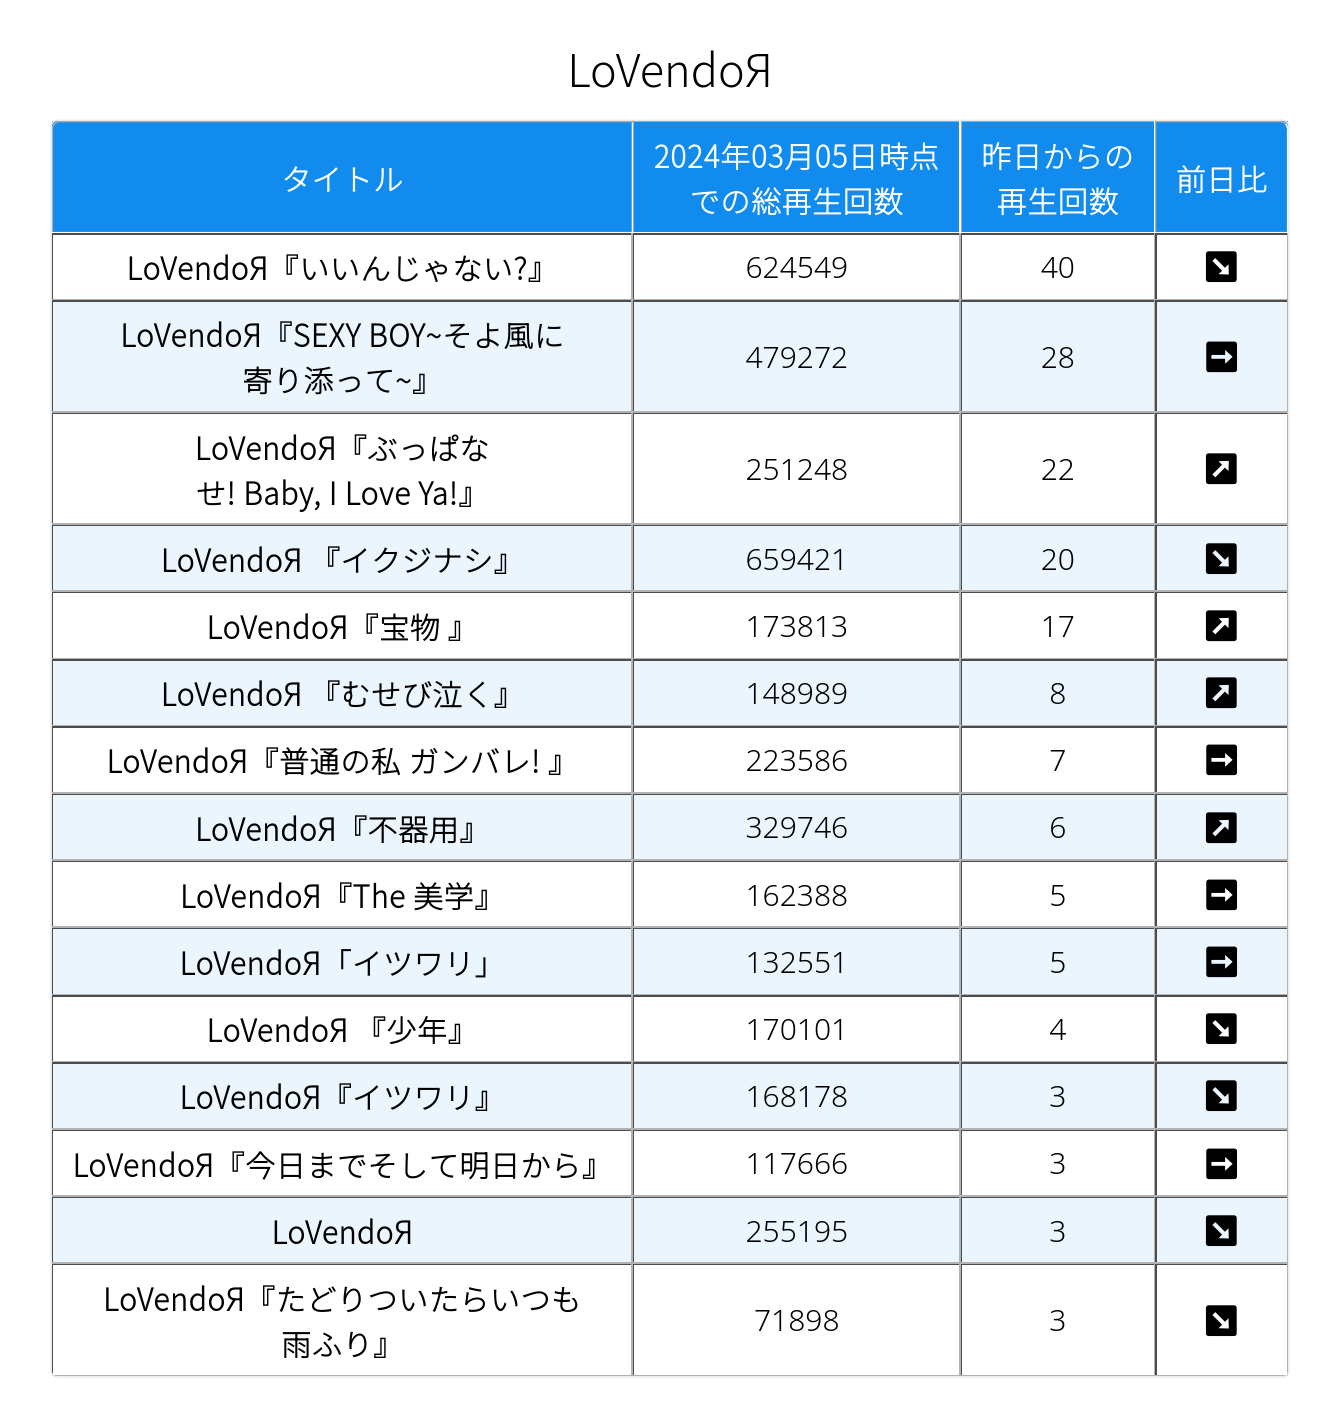 LoVendoЯ
タイトル
2024年03月05日時点
での総再生回数
昨日からの
再生回数
前日比
LoVendoЯ『いいんじゃない?』
624549
40
LoVendoЯ『SEXY BOY~そよ風に
寄り添って~』
479272
28
LoVendoЯ『ぶっぱな
せ! Baby, I Love Ya!』
251248
22
LoVendoЯ 『イクジナシ』
659421
20
LoVendoЯ『宝物 』
173813
17
LoVendoЯ 『むせび泣く』
148989
8
LoVendoЯ『普通の私 ガンバレ! 』
223586
7
LoVendoЯ『不器用』
329746
6
LoVendoЯ『The 美学』
162388
5
LoVendoЯ「イツワリ」
132551
5
LoVendoЯ 『少年』
170101
4
LoVendoЯ『イツワリ』
168178
3
LoVendoЯ『今日までそして明日から』
117666
3
LoVendoЯ
255195
3
LoVendoЯ『たどりついたらいつも
雨ふり』
71898
3